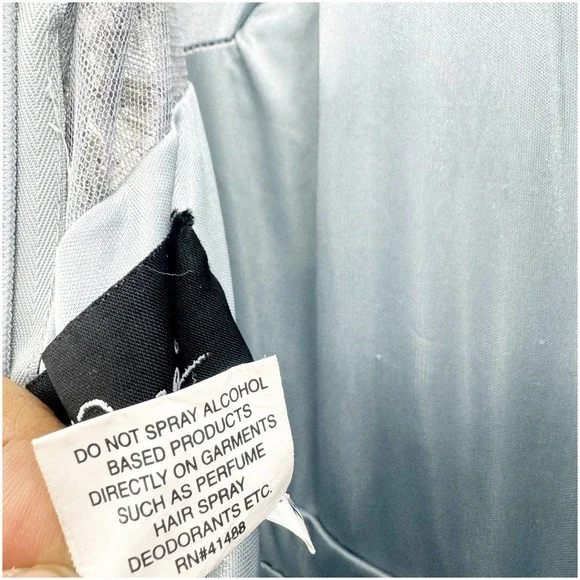 DO NOT SPRAY ALCOHOL
BASED PRODUCTS
DIRECTLY ON GARMENTS
SUCH AS PERFUME
HAIR SPRAY
DEODORANTS ETC.
RN#41488